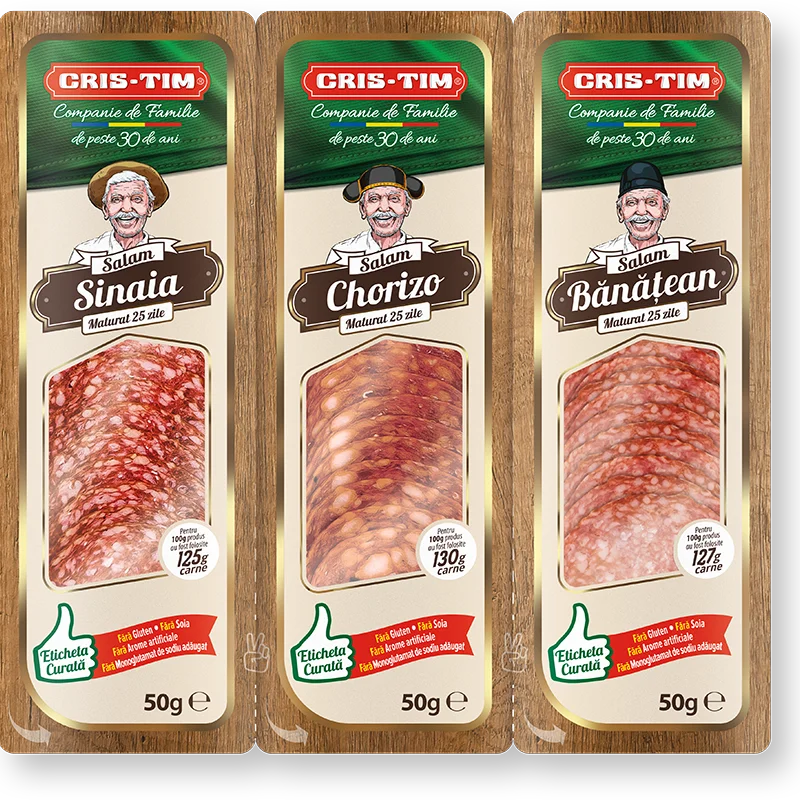 CRIS-TIM®
Companie de Familie
de peste 30 de ani
Salam
Sinaia
Maturat 25 zile
Pentru
100g produs
au fost folosite
125g
carne
Eticheta
Curată
Fără Gluten • Fără Soia
Fără Arome artificiale
Fără Monoglutamat de sodiu adăugat
50g ℮
CRIS-TIM®
Companie de Familie
de peste 30 de ani
Salam
Chorizo
Maturat 25 zile
Pentru
100g produs
au fost folosite
130g
carne
Eticheta
Curată
Fără Gluten • Fără Soia
Fără Arome artificiale
Fără Monoglutamat de sodiu adăugat
50g ℮
CRIS-TIM®
Companie de Familie
de peste 30 de ani
Salam
Bănățean
Maturat 25 zile
Pentru
100g produs
au fost folosite
127g
carne
Eticheta
Curată
Fără Gluten • Fără Soia
Fără Arome artificiale
Fără Monoglutamat de sodiu adăugat
50g ℮